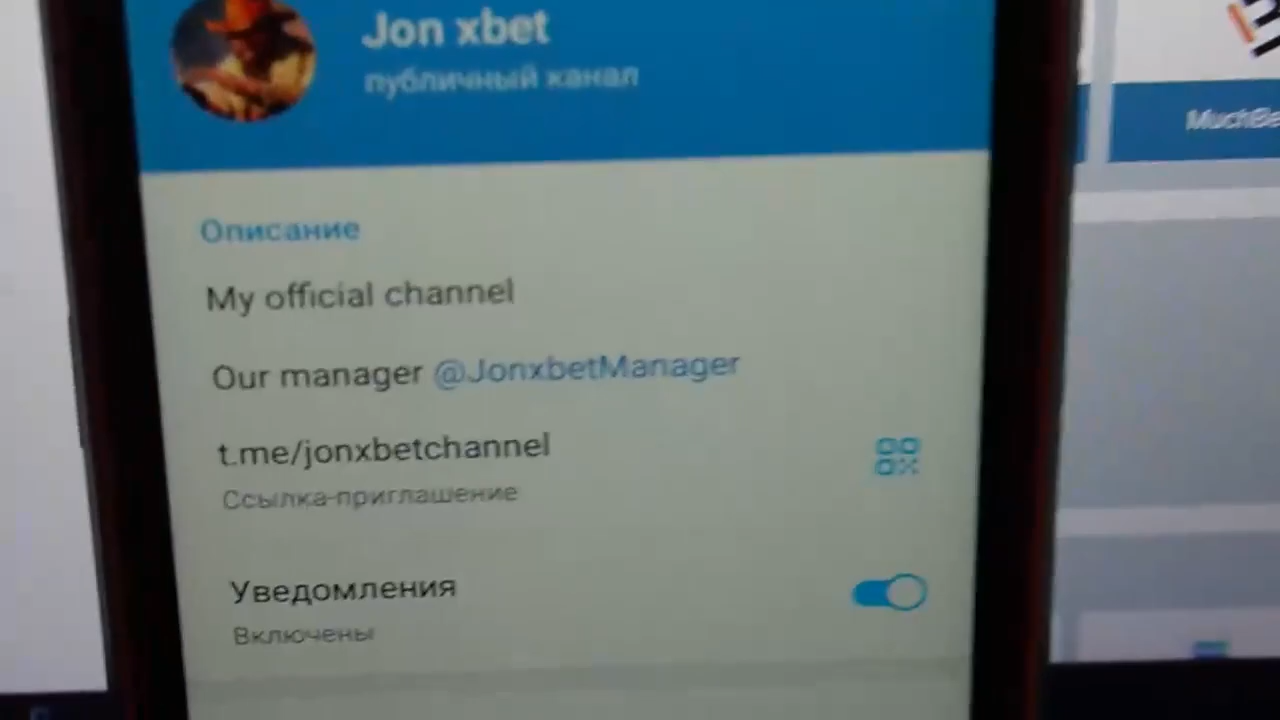 Jon xbet
публичный канал
Описание
My official channel
Our manager @JonxbetManager
t.me/jonxbetchannel
Ссылка-приглашение
Уведомления
Включены